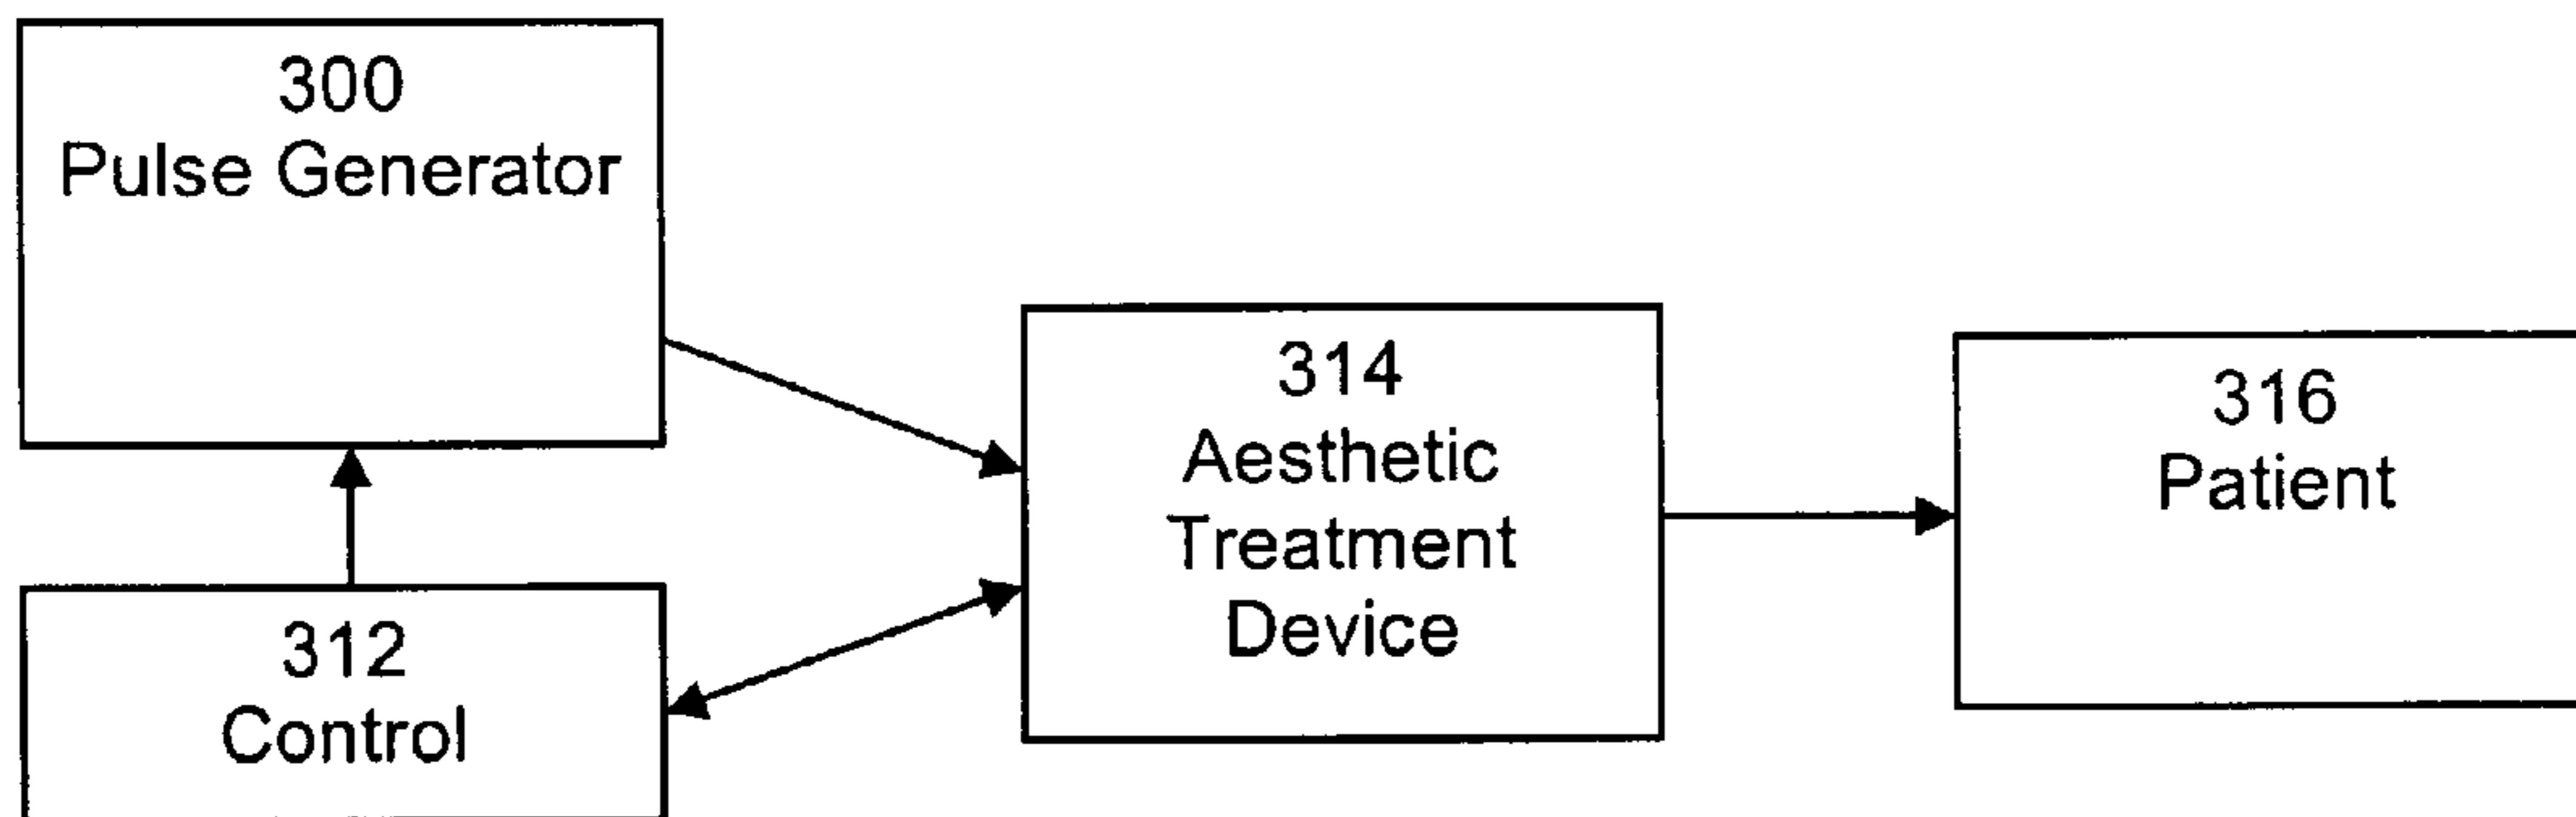 300
Pulse Generator
314
Aesthetic
Treatment
Device
316
Patient
312
Control